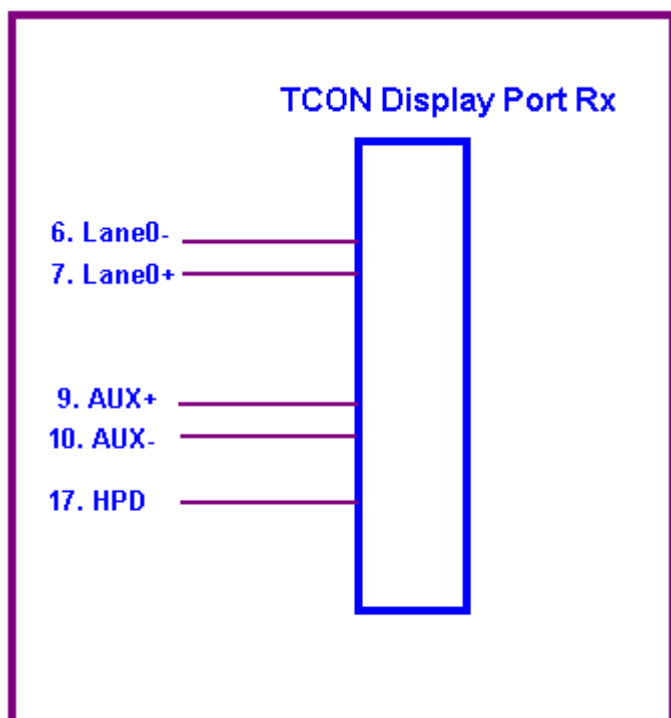 TCON Display Port Rx
6. Lane0-
7. Lane0+
9. AUX+
10. AUX-
17. HPD